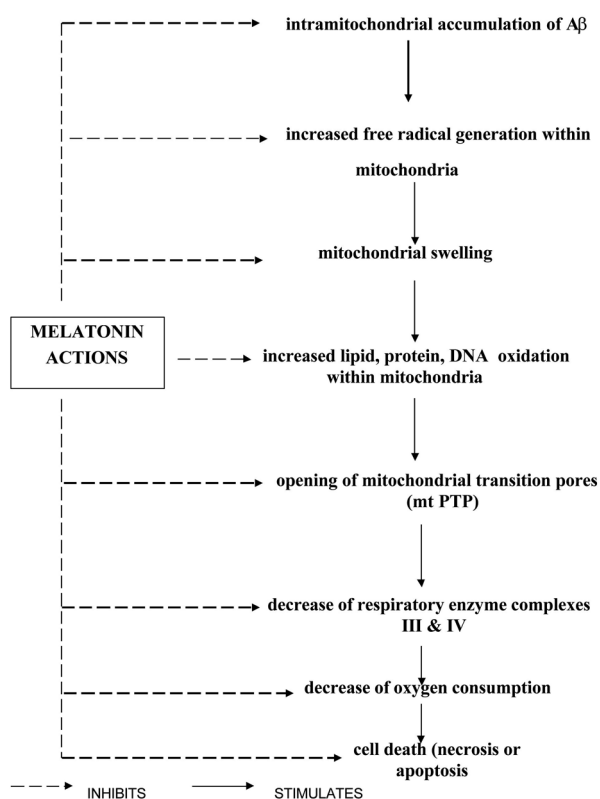 intramitochondrial accumulation of Aβ
increased free radical generation within
mitochondria
mitochondrial swelling
MELATONIN
ACTIONS
increased lipid, protein, DNA oxidation
within mitochondria
opening of mitochondrial transition pores
(mt PTP)
decrease of respiratory enzyme complexes
III & IV
decrease of oxygen consumption
cell death (necrosis or
apoptosis
INHIBITS
STIMULATES